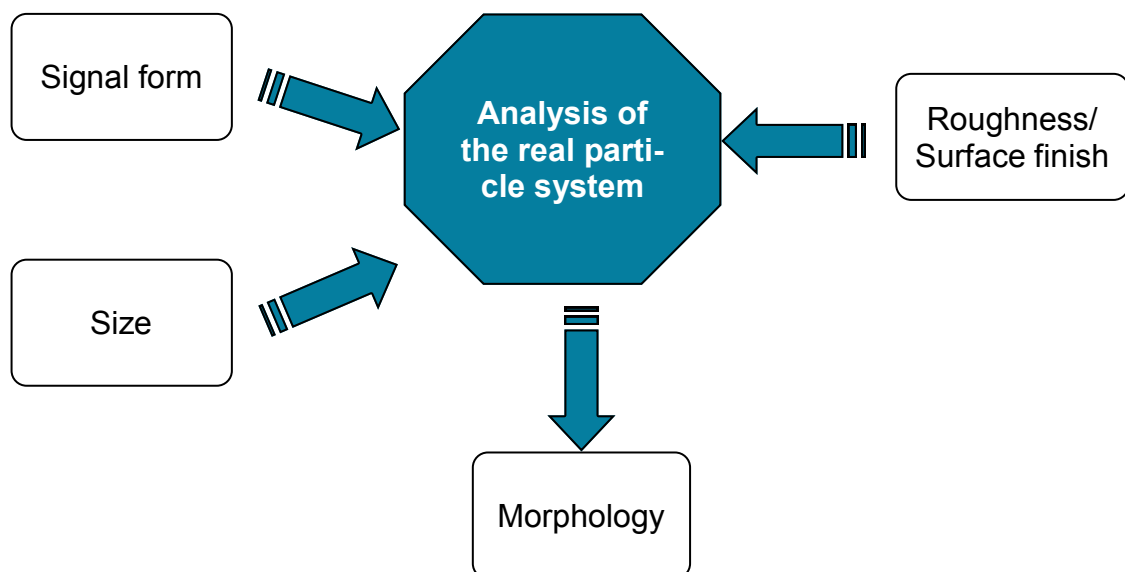 Signal form
Analysis of
the real parti-
cle system
Roughness/
Surface finish
Size
Morphology